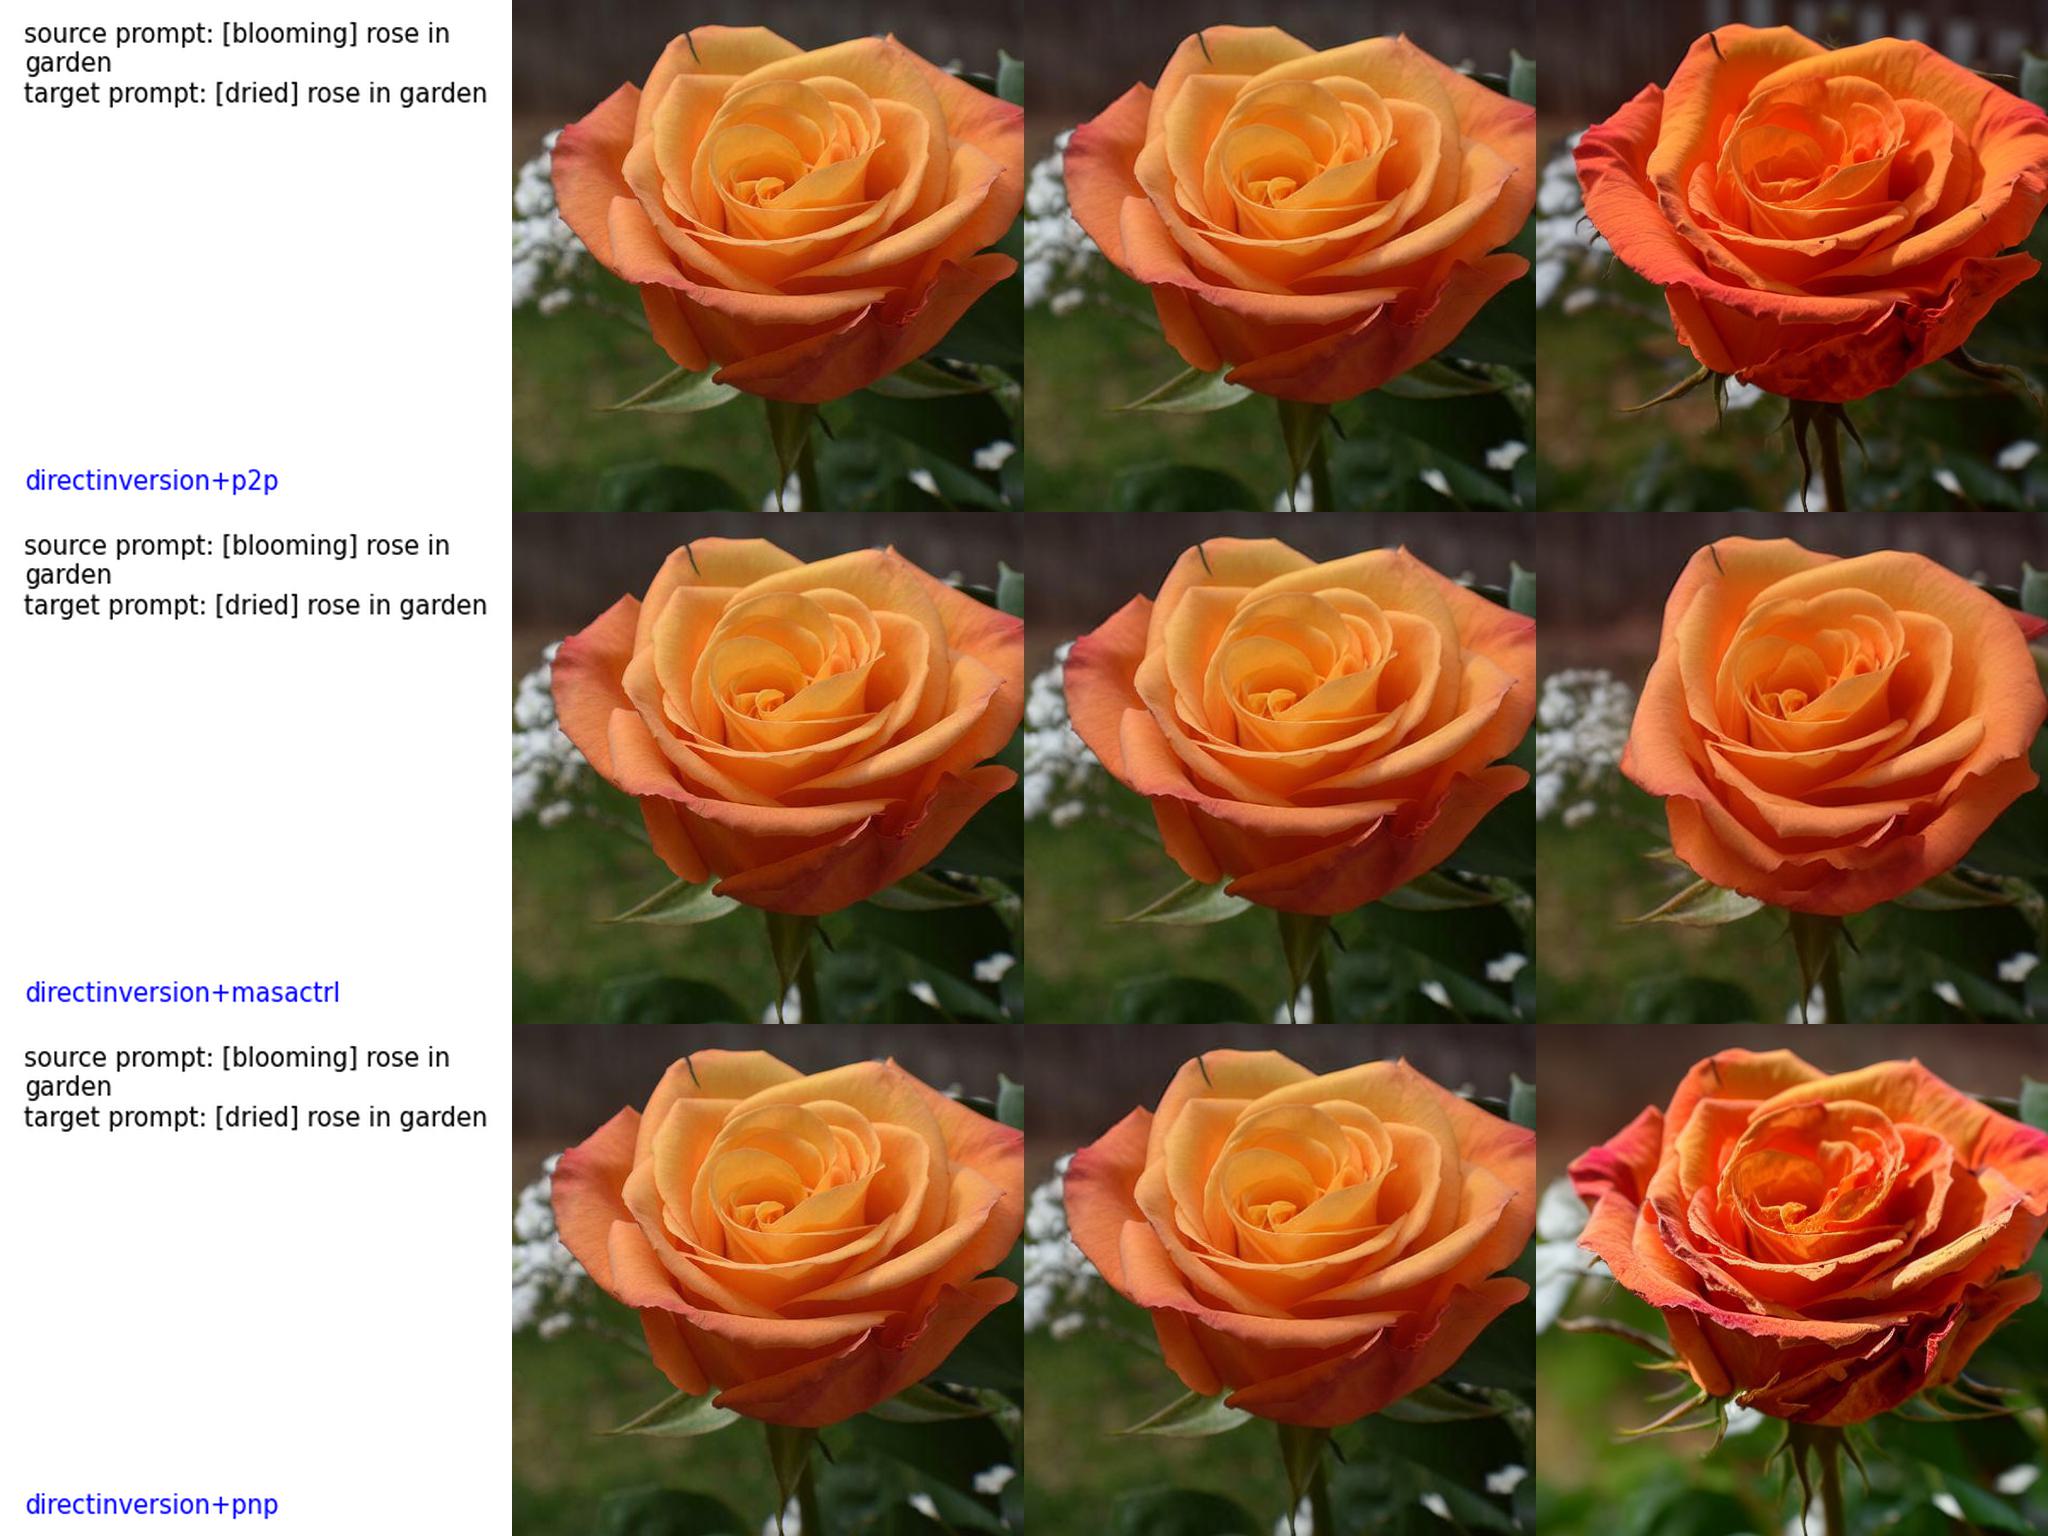 source prompt: [blooming] rose in
garden
target prompt: [dried] rose in garden
directinversion+p2p
source prompt: [blooming] rose in
garden
target prompt: [dried] rose in garden
directinversion+masactrl
source prompt: [blooming] rose in
garden
target prompt: [dried] rose in garden
directinversion+pnp